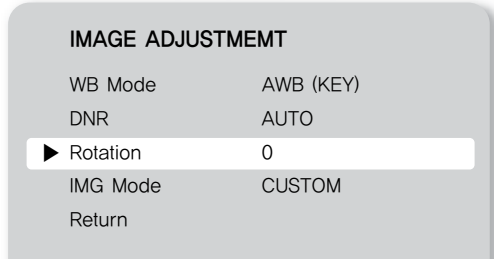 IMAGE ADJUSTMEMT
WB Mode AWB (KEY)
DNR AUTO
▶ Rotation 0
IMG Mode CUSTOM
Return